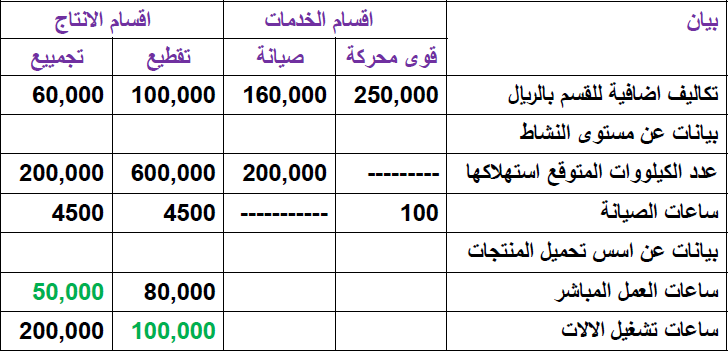 بيان اقسام الخدمات اقسام الانتاج
قوى محركة صيانة تقطيع تجمييع
تكاليف اضافية للقسم بالريال 250,000 160,000 100,000 60,000
بيانات عن مستوى النشاط
عدد الكيلووات المتوقع استهلاكها --------- 200,000 600,000 200,000
ساعات الصيانة 100 ----------- 4500 4500
بيانات عن اسس تحميل المنتجات
ساعات العمل المباشر 80,000 50,000
ساعات تشغيل الالات 100,000 200,000